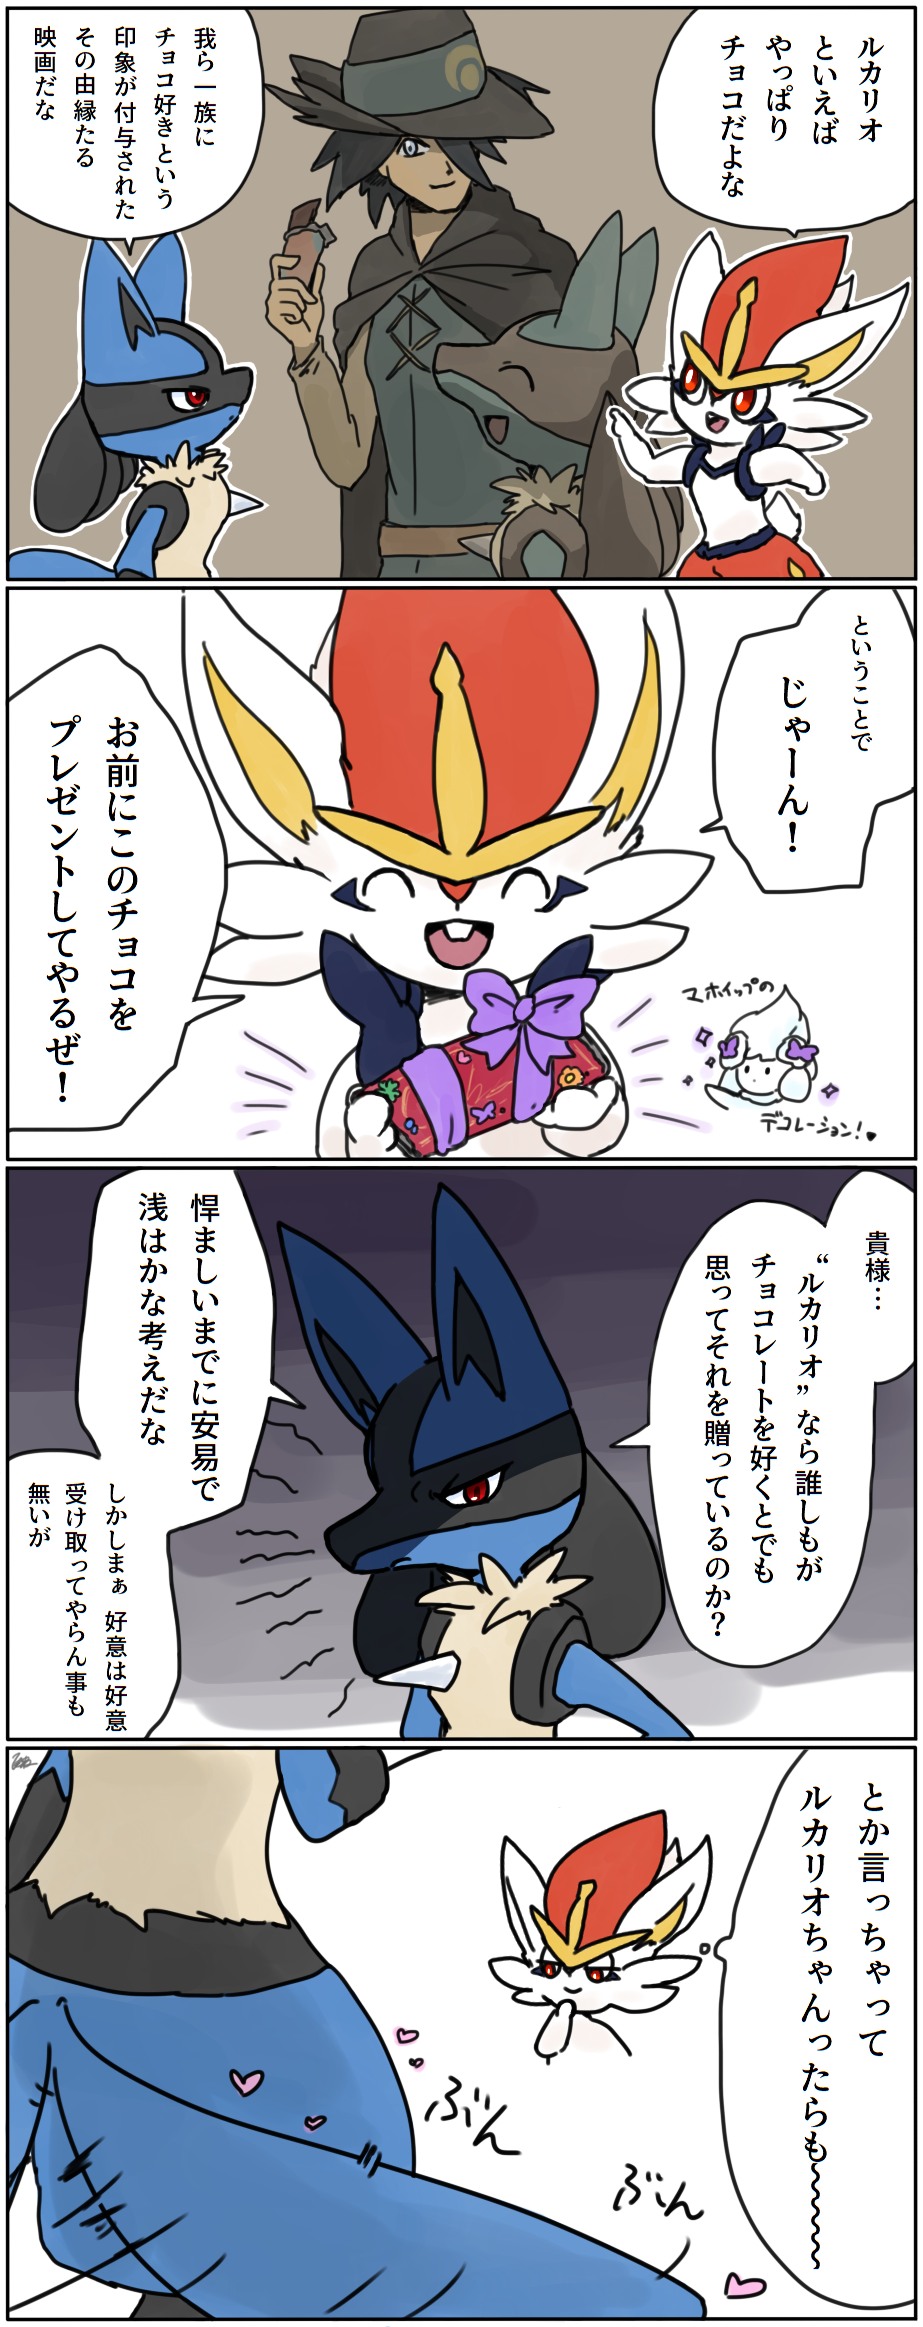 ルカリオ
といえば
やっぱり
チョコだよな
我ら一族に
チョコ好きという
印象が付与された
その由縁たる
映画だな
ということで
じゃーん！
マホイップの
デコレーション！♥
お前にこのチョコを
プレゼントしてやるぜ！
貴様…
“ルカリオ”なら誰しもが
チョコレートを好くとでも
思ってそれを贈っているのか？
悍ましいまでに安易で
浅はかな考えだな
しかしまぁ 好意は好意
受け取ってやらん事も
無いが
とか言っちゃって
ルカリオちゃんったらも～～～～～
ぶん
ぶん